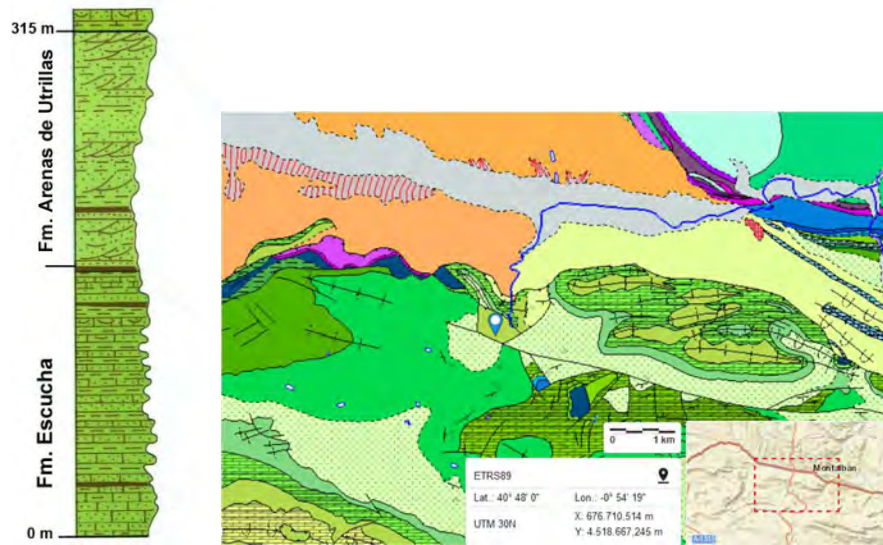 315 m
Fm. Arenas de Utrillas
Fm. Escucha
0 m
0 1 km
ETRS89
Lat.: 40° 48' 0" Lon.: -0° 54' 19"
UTM 30N
X: 676.710,514 m
Y: 4.518.667,245 m
Montalbán